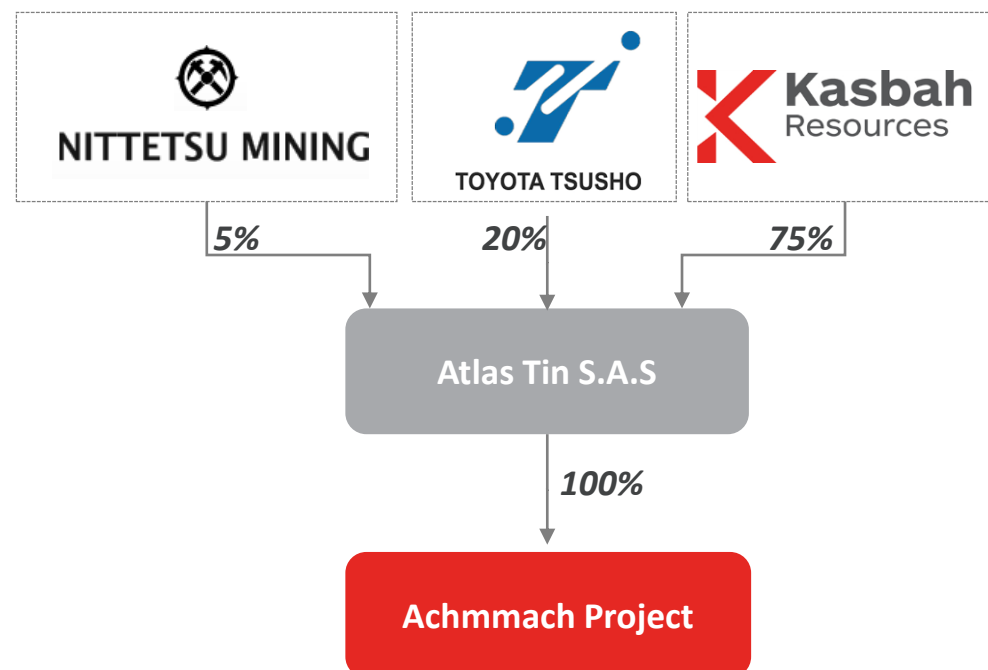 NITTETSU MINING
TOYOTA TSUSHO
Kasbah
Resources
5%
20%
75%
Atlas Tin S.A.S
100%
Achmmach Project